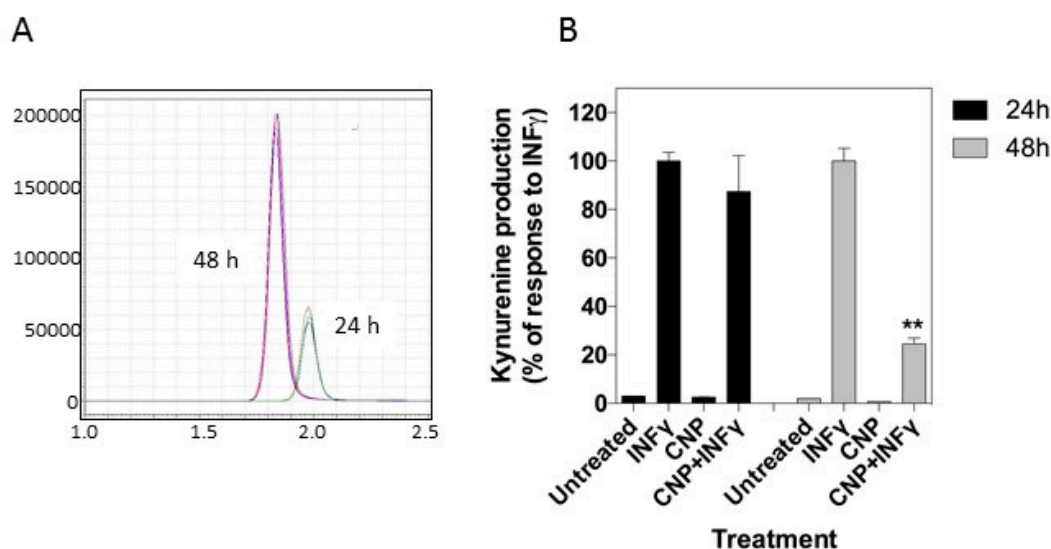 A
200000
150000
100000
50000
0
48 h
24 h
1.0
1.5
2.0
2.5
B
Kynurenine production
(% of response to INFγ)
120
100
80
60
40
20
0
**
24h
48h
Untreated
INFγ
CNP
CNP+INFγ
Untreated
INFγ
CNP
CNP+INFγ
Treatment